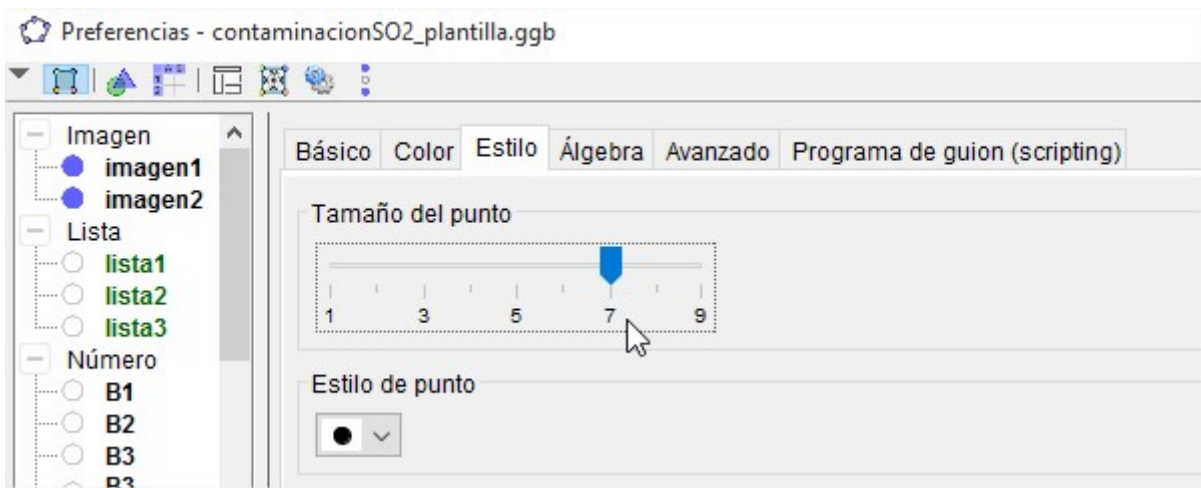 Preferencias - contaminacionSO2_plantilla.ggb
Imagen
imagen1
imagen2
Lista
lista1
lista2
lista3
Número
B1
B2
B3
B3
Básico Color Estilo Álgebra Avanzado Programa de guion (scripting)
Tamaño del punto
1 3 5 7 9
Estilo de punto